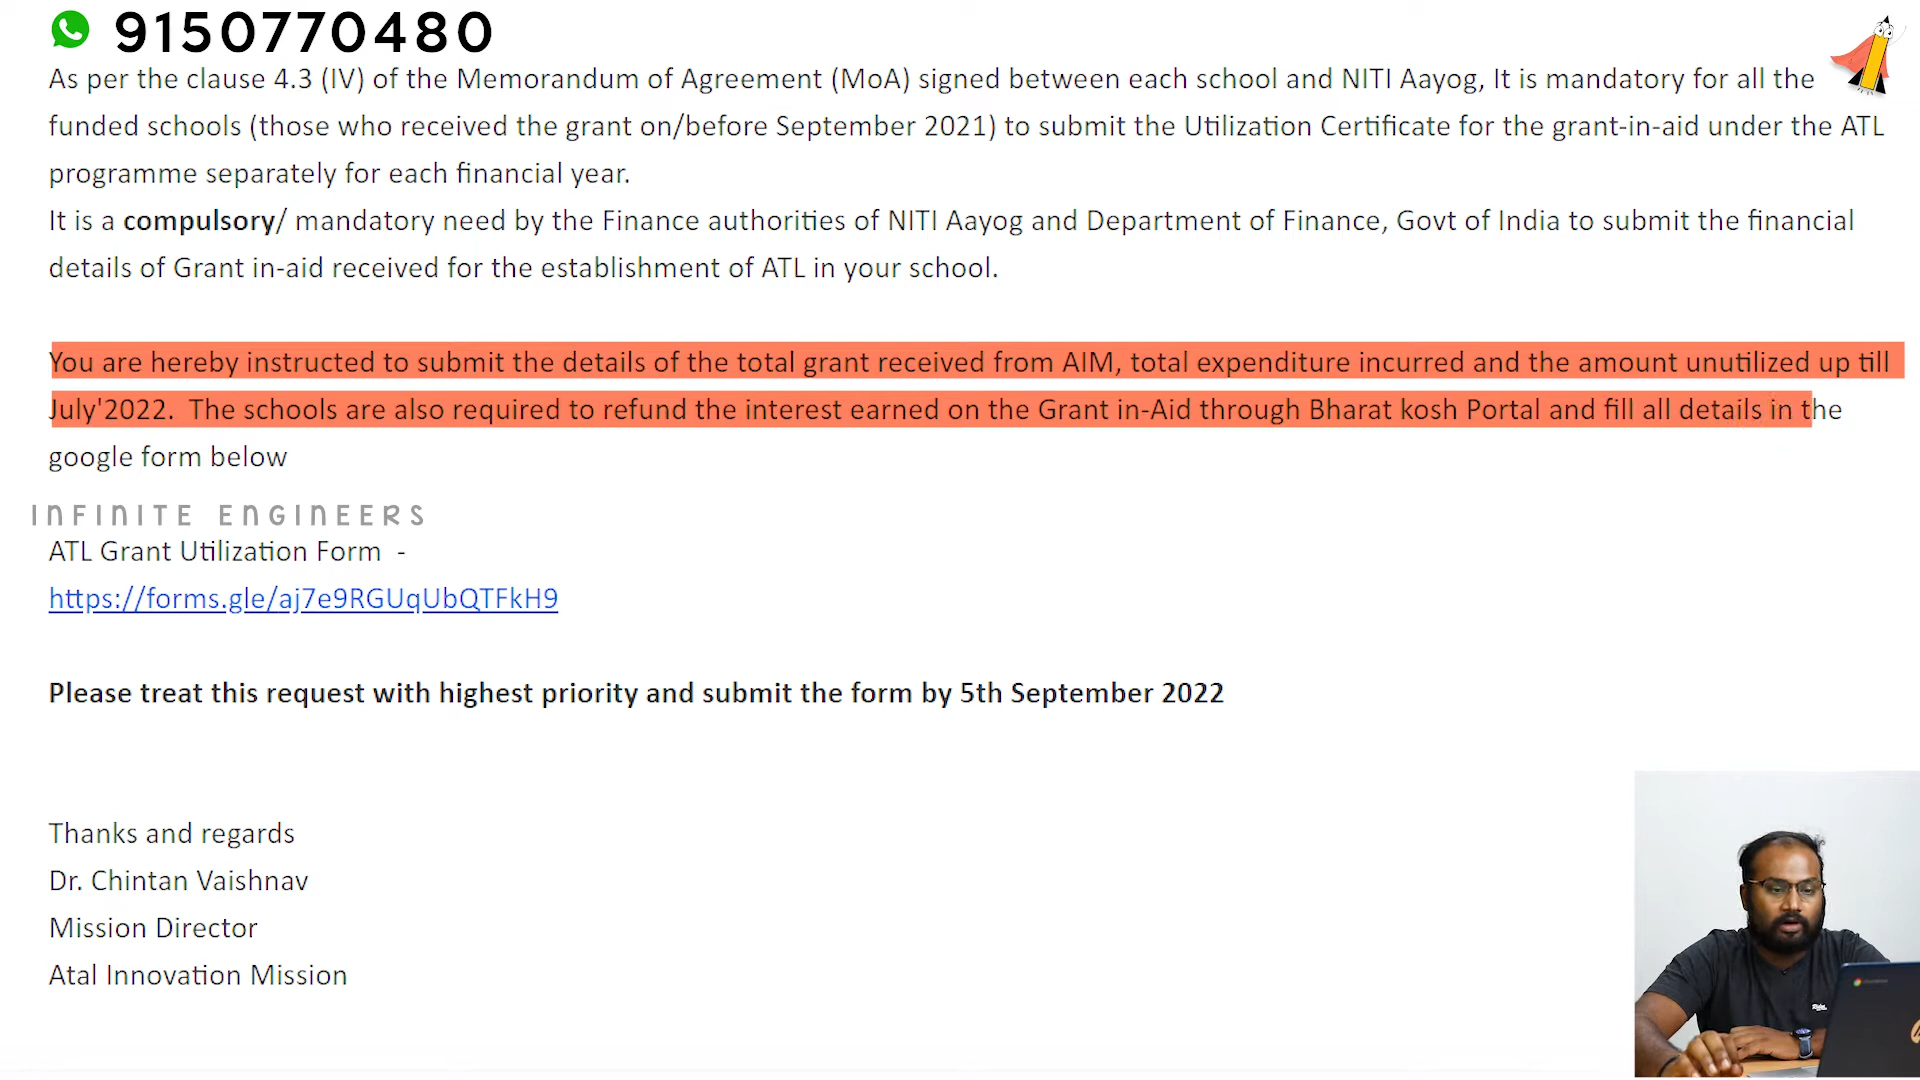 9150770480
As per the clause 4.3 (IV) of the Memorandum of Agreement (MoA) signed between each school and NITI Aayog, It is mandatory for all the
funded schools (those who received the grant on/before September 2021) to submit the Utilization Certificate for the grant-in-aid under the ATL
programme separately for each financial year.
It is a compulsory/ mandatory need by the Finance authorities of NITI Aayog and Department of Finance, Govt of India to submit the financial
details of Grant in-aid received for the establishment of ATL in your school.
You are hereby instructed to submit the details of the total grant received from AIM, total expenditure incurred and the amount unutilized up till
July'2022.  The schools are also required to refund the interest earned on the Grant in-Aid through Bharat kosh Portal and fill all details in the
google form below
INFINITE ENGINEERS
ATL Grant Utilization Form  -
https://forms.gle/aj7e9RGUqUbQTFkH9
Please treat this request with highest priority and submit the form by 5th September 2022
Thanks and regards
Dr. Chintan Vaishnav
Mission Director
Atal Innovation Mission